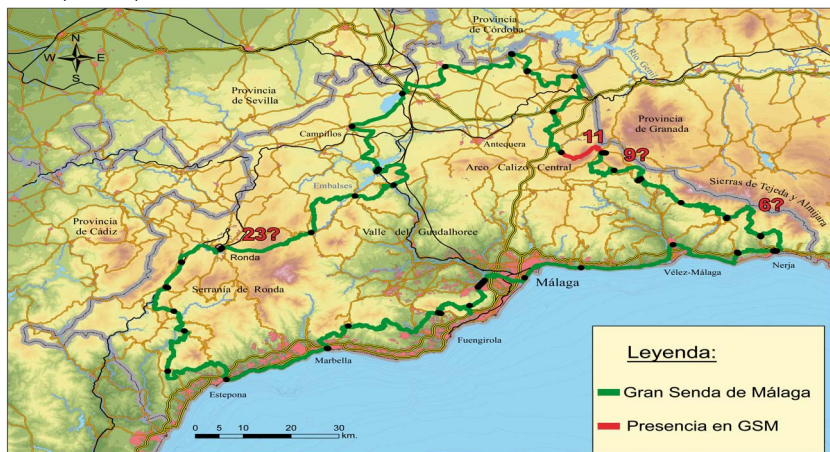 Provincia
de Córdoba
N
W E
S
Río Genil
Provincia
de Sevilla
Provincia
de Granada
Campillos
11
Antequera
9?
Arco Calizo Central
Embalses
Sierras de Tejeda y Almijara
6?
Provincia
de Cádiz
23?
Valle del Guadalhorce
Ronda
Vélez-Málaga
Nerja
Málaga
Serranía de Ronda
Fuengirola
Marbella
Estepona
0 5 10 20 30
km.
Leyenda:
Gran Senda de Málaga
Presencia en GSM